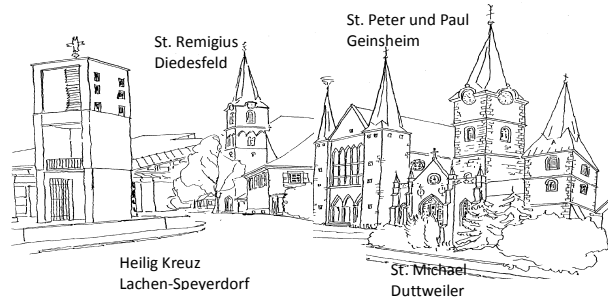 St. Remigius
Diedesfeld
St. Peter und Paul
Geinsheim
Heilig Kreuz
Lachen-Speyerdorf
St. Michael
Duttweiler